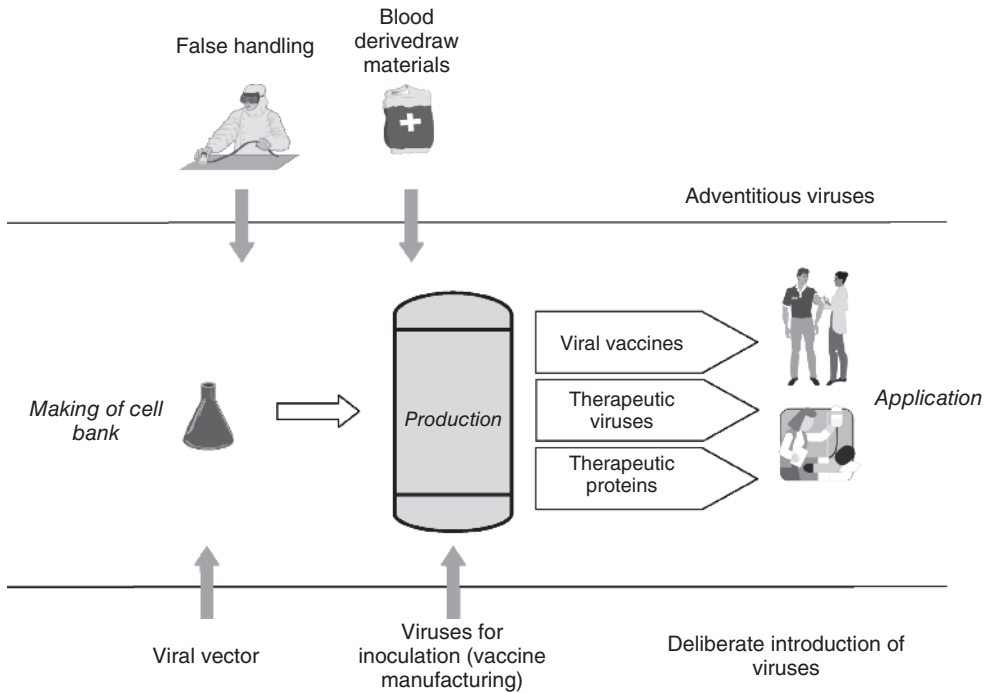 False handling
Blood
derivedraw
materials
Adventitious viruses
Making of cell
bank
Production
Viral vaccines
Therapeutic
viruses
Therapeutic
proteins
Application
Viral vector
Viruses for
inoculation (vaccine
manufacturing)
Deliberate introduction of
viruses